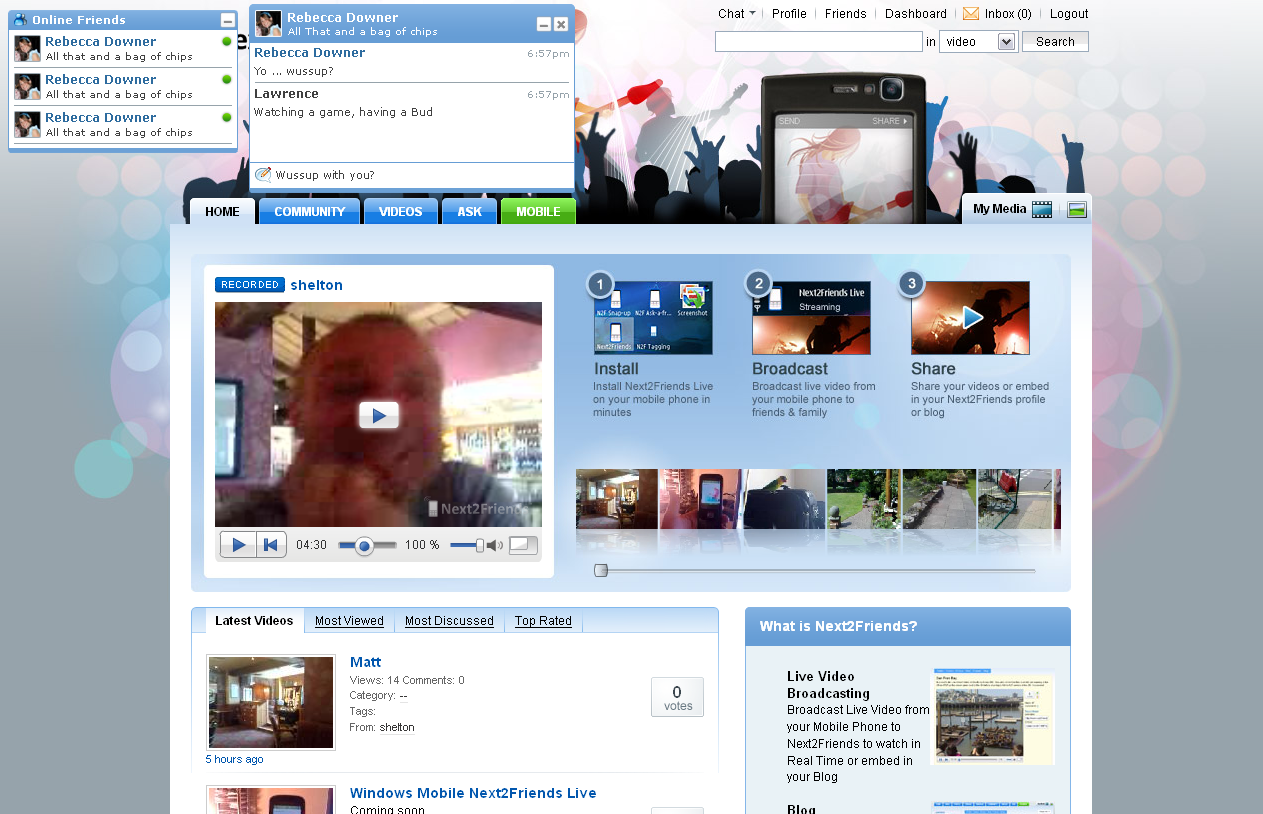 Online Friends
Rebecca Downer
All that and a bag of chips
Rebecca Downer
All that and a bag of chips
Rebecca Downer
All that and a bag of chips
Rebecca Downer
All That and a bag of chips
Rebecca Downer 6:57pm
Yo ... wussup?
Lawrence 6:57pm
Watching a game, having a Bud
Wussup with you?
Chat Profile Friends Dashboard Inbox (0) Logout
in video Search
SEND SHARE
HOME COMMUNITY VIDEOS ASK MOBILE
My Media
RECORDED shelton
Next2Friends
04:30 100 %
1
N2F Snap-up N2F Ask-a-fr... Screenshot
Next2Friends N2F Tagging
Install
Install Next2Friends Live
on your mobile phone in
minutes
2
Next2Friends Live
Streaming
Broadcast
Broadcast live video from
your mobile phone to
friends & family
3
Share
Share your videos or embed
in your Next2Friends profile
or blog
Latest Videos Most Viewed Most Discussed Top Rated
Matt
Views: 14 Comments: 0
Category: --
Tags:
From: shelton
0
votes
5 hours ago
Windows Mobile Next2Friends Live
Coming soon
What is Next2Friends?
Live Video
Broadcasting
Broadcast Live Video from
your Mobile Phone to
Next2Friends to watch in
Real Time or embed in
your Blog
Blog